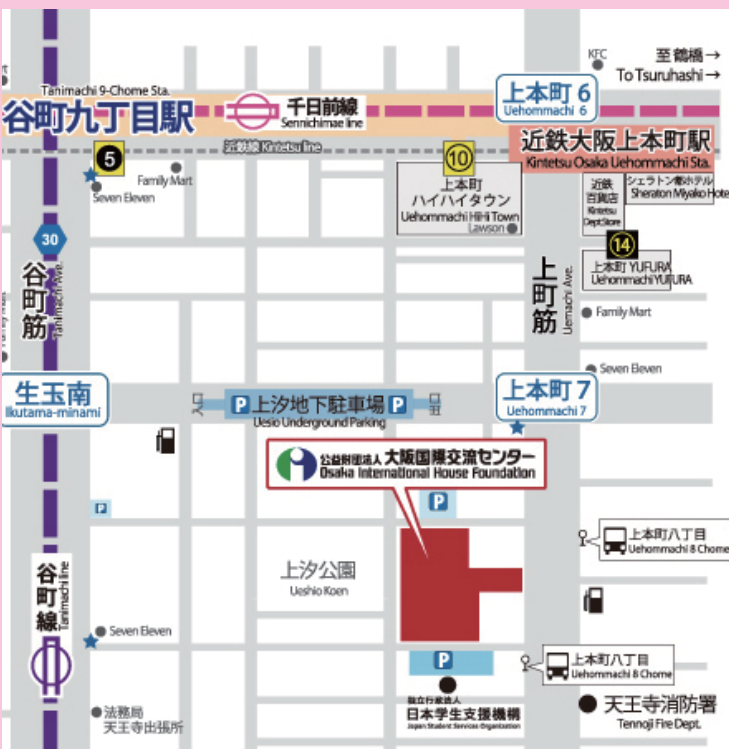 KFC
至 鶴橋 →
To Tsuruhashi →
Tanimachi 9-Chome Sta.
谷町九丁目駅
千日前線
Sennichimae line
上本町 6
Uehommachi 6
近鉄線 Kintetsu line
近鉄大阪上本町駅
Kintetsu Osaka Uehommachi Sta.
5
Family Mart
Seven Eleven
10
上本町
ハイハイタウン
Uehommachi HiHi Town
Lawson
近鉄
百貨店
Kintetsu
Dept.Store
シェラトン都ホテル
Sheraton Miyako Hote
14
上本町 YUFURA
Uehommachi YUFURA
30
谷町筋
Tanimachi Ave.
上町筋
Uemachi Ave.
Family Mart
Family Mart
Seven Eleven
生玉南
Ikutama-minami
入口
P 上汐地下駐車場 P
出口
Uesio Underground Parking
上本町 7
Uehommachi 7
公益財団法人 大阪国際交流センター
Osaka International House Foundation
P
P
上本町八丁目
Uehommachi 8 Chome
上汐公園
Ueshio Koen
谷町線
Tanimachi line
Seven Eleven
P
上本町八丁目
Uehommachi 8 Chome
法務局
天王寺出張所
独立行政法人
日本学生支援機構
Japan Student Services Organization
天王寺消防署
Tennoji Fire Dept.